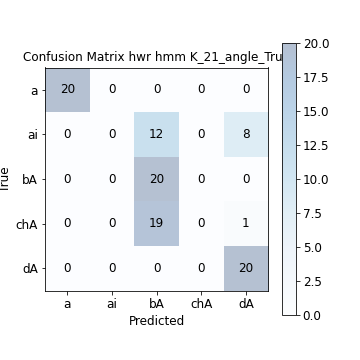 Confusion Matrix hwr hmm K_21_angle_Tru
a 20 0 0 0 0
ai 0 0 12 0 8
bA 0 0 20 0 0
chA 0 0 19 0 1
dA 0 0 0 0 20
a ai bA chA dA
Predicted
True
20.0
17.5
15.0
12.5
10.0
7.5
5.0
2.5
0.0